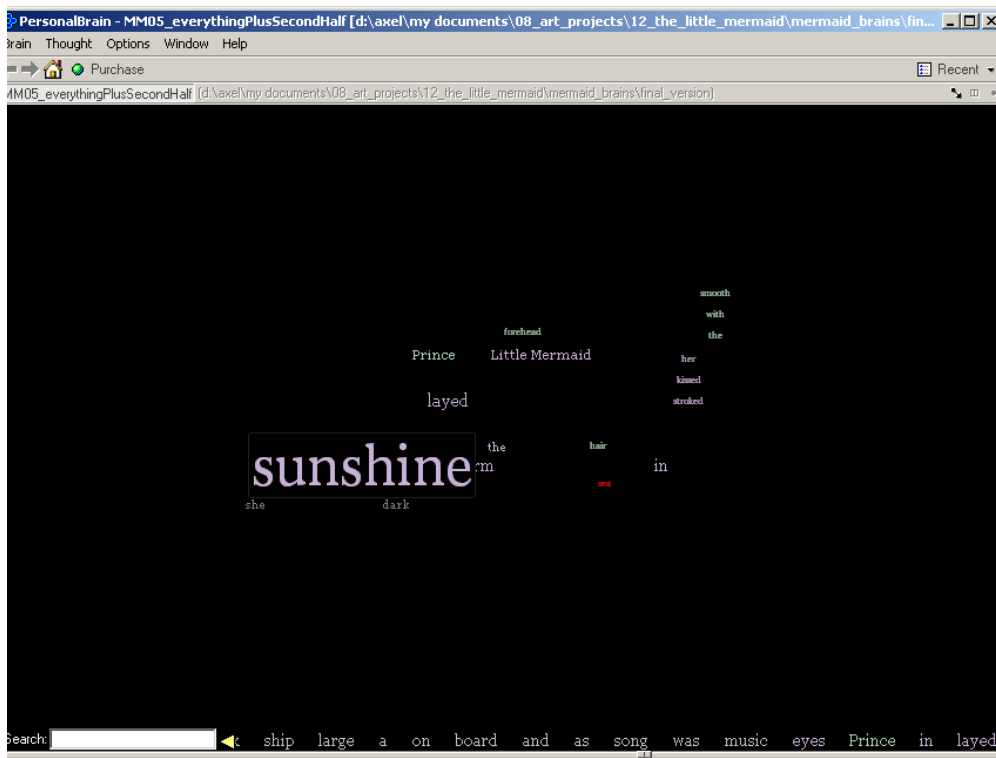 PersonalBrain - MM05_everythingPlusSecondHalf [d:\axel\my documents\08_art_projects\12_the_little_mermaid\mermaid_brains\fin...
Brain Thought Options Window Help
Purchase Recent
MM05_everythingPlusSecondHalf [d:\axel\my documents\08_art_projects\12_the_little_mermaid\mermaid_brains\final_version]
smooth
with
forehead the
Prince Little Mermaid her
kissed
layed stroked
the hair
sunshine rm in
sea
she dark
Search: ship large a on board and as song was music eyes Prince in layed